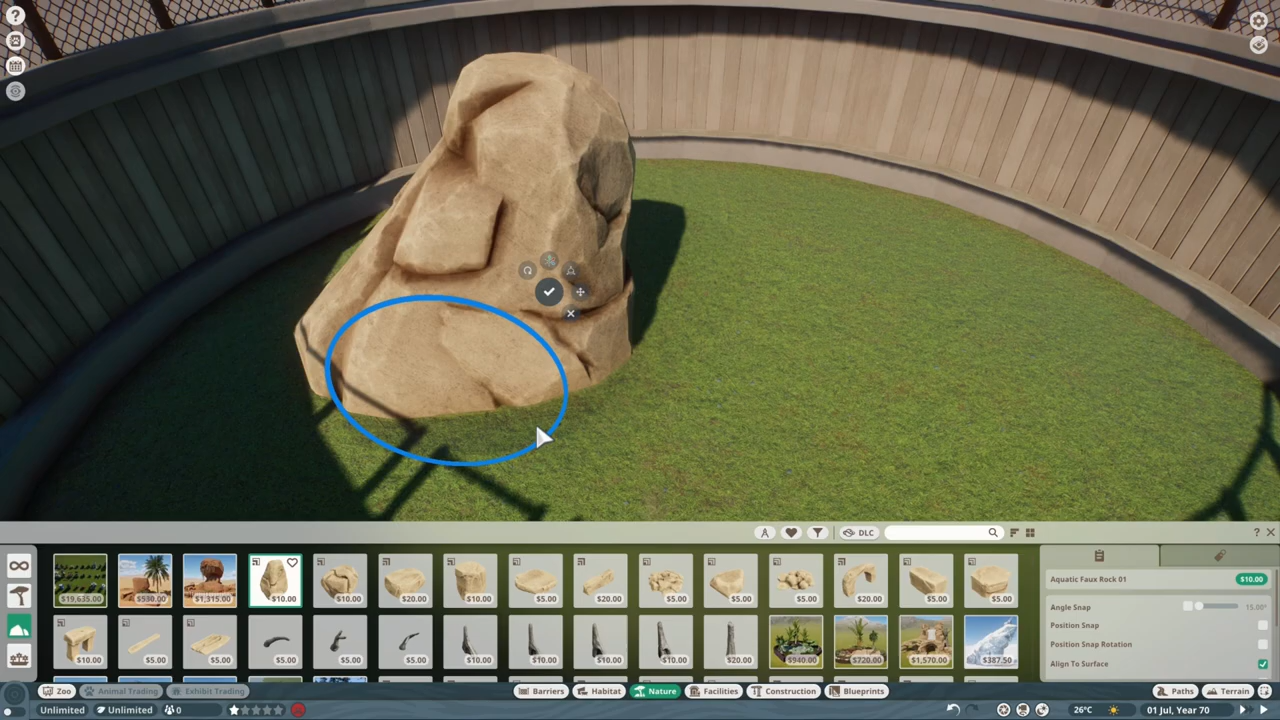 DLC
$19,635.00
$530.00
$1,315.00
$10.00
$10.00
$20.00
$10.00
$5.00
$20.00
$5.00
$5.00
$5.00
$20.00
$5.00
$5.00
$10.00
$5.00
$5.00
$5.00
$5.00
$5.00
$10.00
$10.00
$10.00
$10.00
$20.00
$940.00
$720.00
$1,570.00
$387.50
Aquatic Faux Rock 01
$10.00
Angle Snap
15.00°
Position Snap
Position Snap Rotation
Align To Surface
Zoo
Animal Trading
Exhibit Trading
Barriers
Habitat
Nature
Facilities
Construction
Blueprints
Paths
Terrain
Unlimited
Unlimited
0
26°C
01 Jul, Year 70